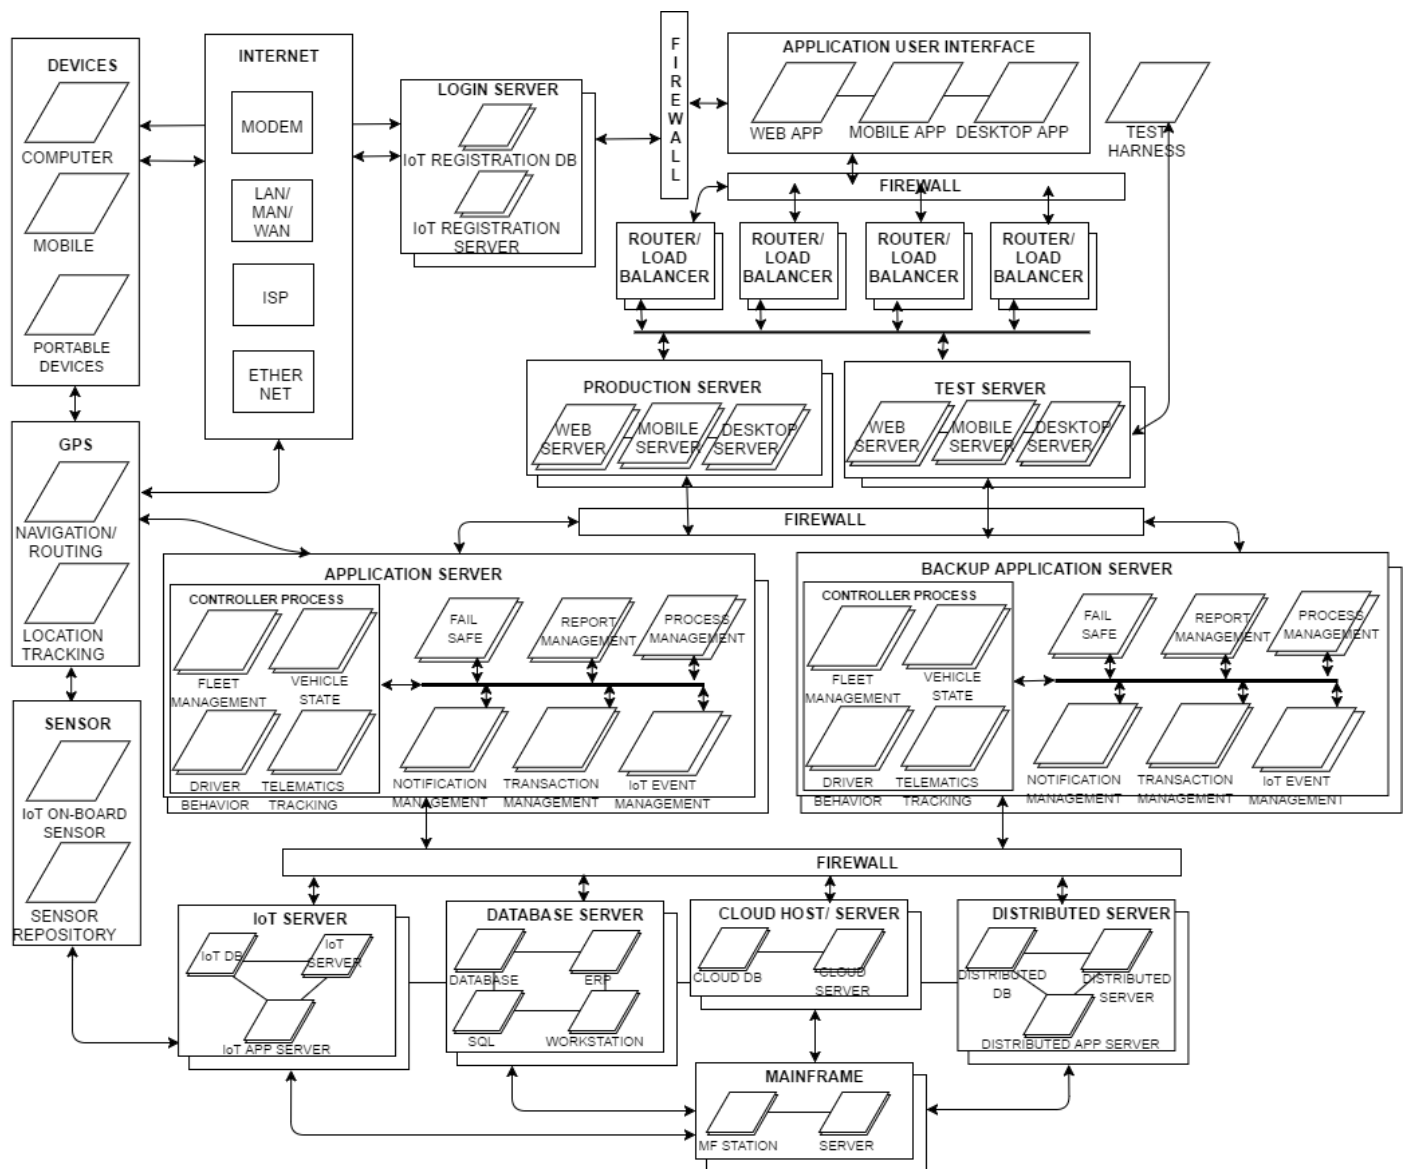 DEVICES
COMPUTER
MOBILE
PORTABLE
DEVICES
INTERNET
MODEM
LAN/
MAN/
WAN
ISP
ETHER
NET
LOGIN SERVER
IoT REGISTRATION DB
IoT REGISTRATION
SERVER
F
I
R
E
W
A
L
L
APPLICATION USER INTERFACE
WEB APP
MOBILE APP
DESKTOP APP
TEST
HARNESS
FIREWALL
ROUTER/
LOAD
BALANCER
ROUTER/
LOAD
BALANCER
ROUTER/
LOAD
BALANCER
ROUTER/
LOAD
BALANCER
PRODUCTION SERVER
WEB
SERVER
MOBILE
SERVER
DESKTOP
SERVER
TEST SERVER
WEB
SERVER
MOBILE
SERVER
DESKTOP
SERVER
GPS
NAVIGATION/
ROUTING
LOCATION
TRACKING
FIREWALL
APPLICATION SERVER
CONTROLLER PROCESS
FLEET
MANAGEMENT
VEHICLE
STATE
DRIVER
BEHAVIOR
TELEMATICS
TRACKING
FAIL
SAFE
REPORT
MANAGEMENT
PROCESS
MANAGEMENT
NOTIFICATION
MANAGEMENT
TRANSACTION
MANAGEMENT
IoT EVENT
MANAGEMENT
BACKUP APPLICATION SERVER
CONTROLLER PROCESS
FLEET
MANAGEMENT
VEHICLE
STATE
DRIVER
BEHAVIOR
TELEMATICS
TRACKING
FAIL
SAFE
REPORT
MANAGEMENT
PROCESS
MANAGEMENT
NOTIFICATION
MANAGEMENT
TRANSACTION
MANAGEMENT
IoT EVENT
MANAGEMENT
SENSOR
IoT ON-BOARD
SENSOR
SENSOR
REPOSITORY
FIREWALL
IoT SERVER
IoT DB
IoT
SERVER
IoT APP SERVER
DATABASE SERVER
DATABASE
ERP
SQL
WORKSTATION
CLOUD HOST/ SERVER
CLOUD DB
CLOUD
SERVER
DISTRIBUTED SERVER
DISTRIBUTED
DB
DISTRIBUTED
SERVER
DISTRIBUTED APP SERVER
MAINFRAME
MF STATION
SERVER